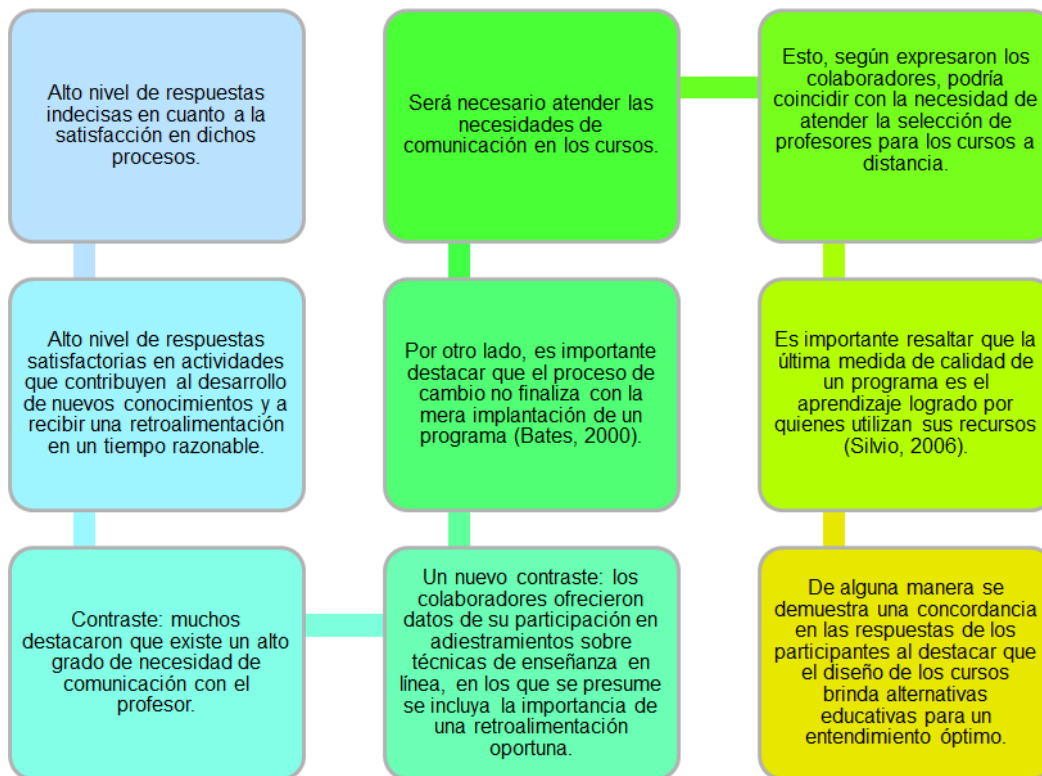 Alto nivel de respuestas
indecisas en cuanto a la
satisfacción en dichos
procesos.
Alto nivel de respuestas
satisfactorias en actividades
que contribuyen al desarrollo
de nuevos conocimientos y a
recibir una retroalimentación
en un tiempo razonable.
Contraste: muchos
destacaron que existe un alto
grado de necesidad de
comunicación con el
profesor.
Un nuevo contraste: los
colaboradores ofrecieron
datos de su participación en
adiestramientos sobre
técnicas de enseñanza en
línea, en los que se presume
se incluya la importancia de
una retroalimentación
oportuna.
Por otro lado, es importante
destacar que el proceso de
cambio no finaliza con la
mera implantación de un
programa (Bates, 2000).
Será necesario atender las
necesidades de
comunicación en los cursos.
Esto, según expresaron los
colaboradores, podría
coincidir con la necesidad de
atender la selección de
profesores para los cursos a
distancia.
Es importante resaltar que la
última medida de calidad de
un programa es el
aprendizaje logrado por
quienes utilizan sus recursos
(Silvio, 2006).
De alguna manera se
demuestra una concordancia
en las respuestas de los
participantes al destacar que
el diseño de los cursos
brinda alternativas
educativas para un
entendimiento óptimo.